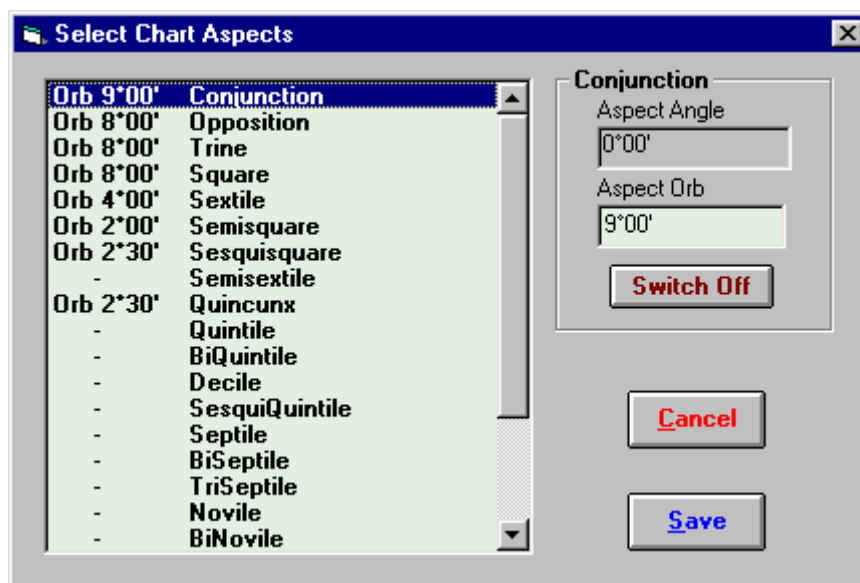 Select Chart Aspects
Orb 9°00' Conjunction
Orb 8°00' Opposition
Orb 8°00' Trine
Orb 8°00' Square
Orb 4°00' Sextile
Orb 2°00' Semisquare
Orb 2°30' Sesquisquare
- Semisextile
Orb 2°30' Quincunx
- Quintile
- BiQuintile
- Decile
- SesquiQuintile
- Septile
- BiSeptile
- TriSeptile
- Novile
- BiNovile
Conjunction
Aspect Angle
0°00'
Aspect Orb
9°00'
Switch Off
Cancel
Save